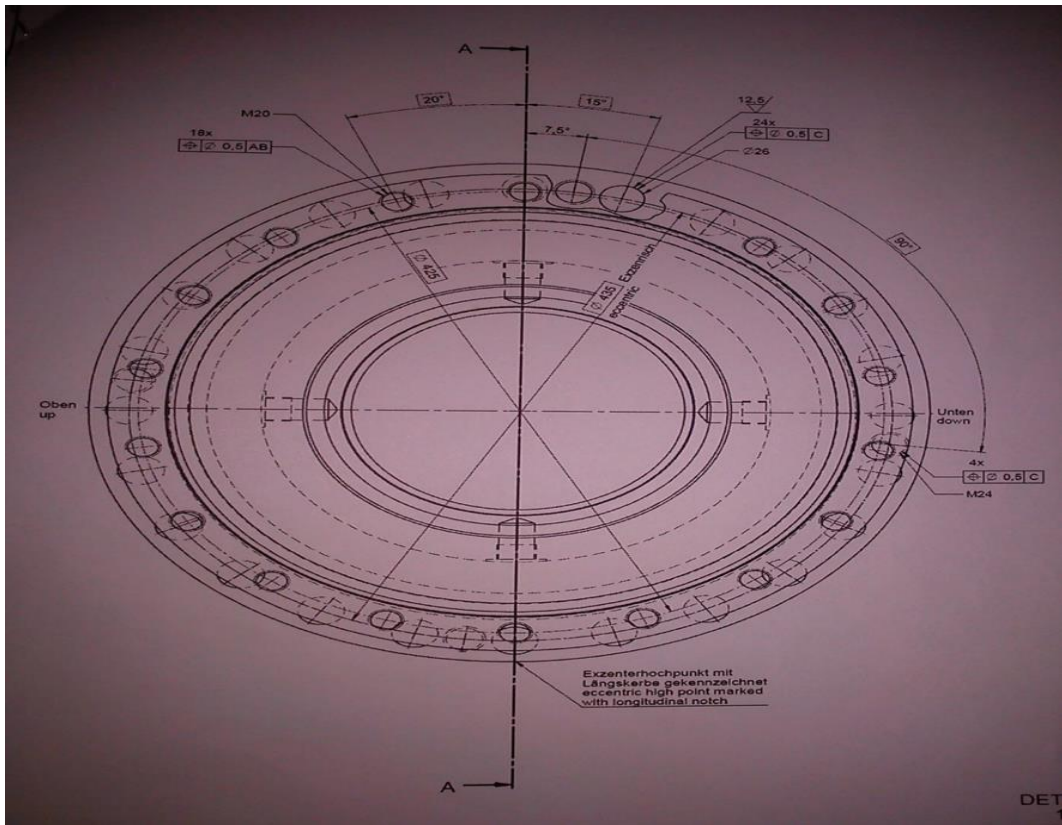 A
20°
15°
7,5°
12,5
24x
⌖ ⌀ 0,5 C
⌀26
M20
18x
⌖ ⌀ 0,5 AB
90°
⌀ 425
⌀ 435 Exzentrisch
eccentric
Oben
up
Unten
down
4x
⌖ ⌀ 0,5 C
M24
Exzenterhochpunkt mit
Längskerbe gekennzeichnet
eccentric high point marked
with longitudinal notch
A